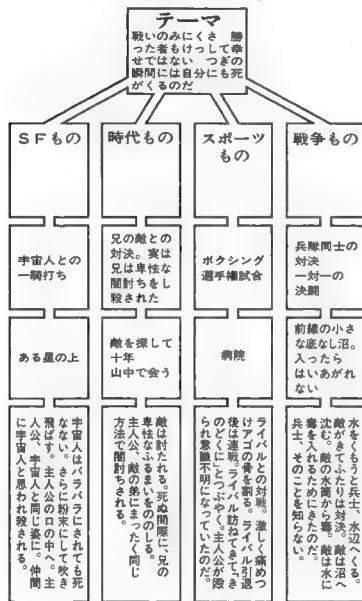 テーマ
戦いのみにくさ 勝
った者もけっして幸
せではない つぎの
瞬間には自分にも死
がくるのだ
SFもの
時代もの
スポーツ
もの
戦争もの
宇宙人との
一騎打ち
兄の敵との
対決。実は
兄は卑怯な
闇討ちをし
殺された
ボクシング
選手権試合
兵隊同士の
対決
一対一の
決闘
ある星の上
敵を探して
十年
山中で会う
病院
前線の小さ
な底なし沼。
入ったら
はいあがれ
ない
宇宙人はバラバラにされても死
なない。さらに粉末にして吹き
飛ばす。主人公の口の中へ。主
人公、宇宙人と同じ姿に。仲間
に宇宙人と思われ殺される。
敵は討たれる。死ぬ間際に、兄の
卑怯なふるまいをののしる。
主人公、敵の弟にまったく同じ
方法で闇討ちされる。
ライバルとの対戦。激しく痛めつ
けアゴの骨を割る。ライバル引退
後は連戦。ライバル訪ねてきて、き
のどくに」とつぶやく。主人公が殴
られ意識不明になっていたのだ。
水をくもうと兵士、水辺へくる。
敵がきてふたりは対決。敵は沼へ
沈む。敵の水筒から毒。敵は水に
毒を入れるためにきたのだ。
兵士、そのことを知らない。